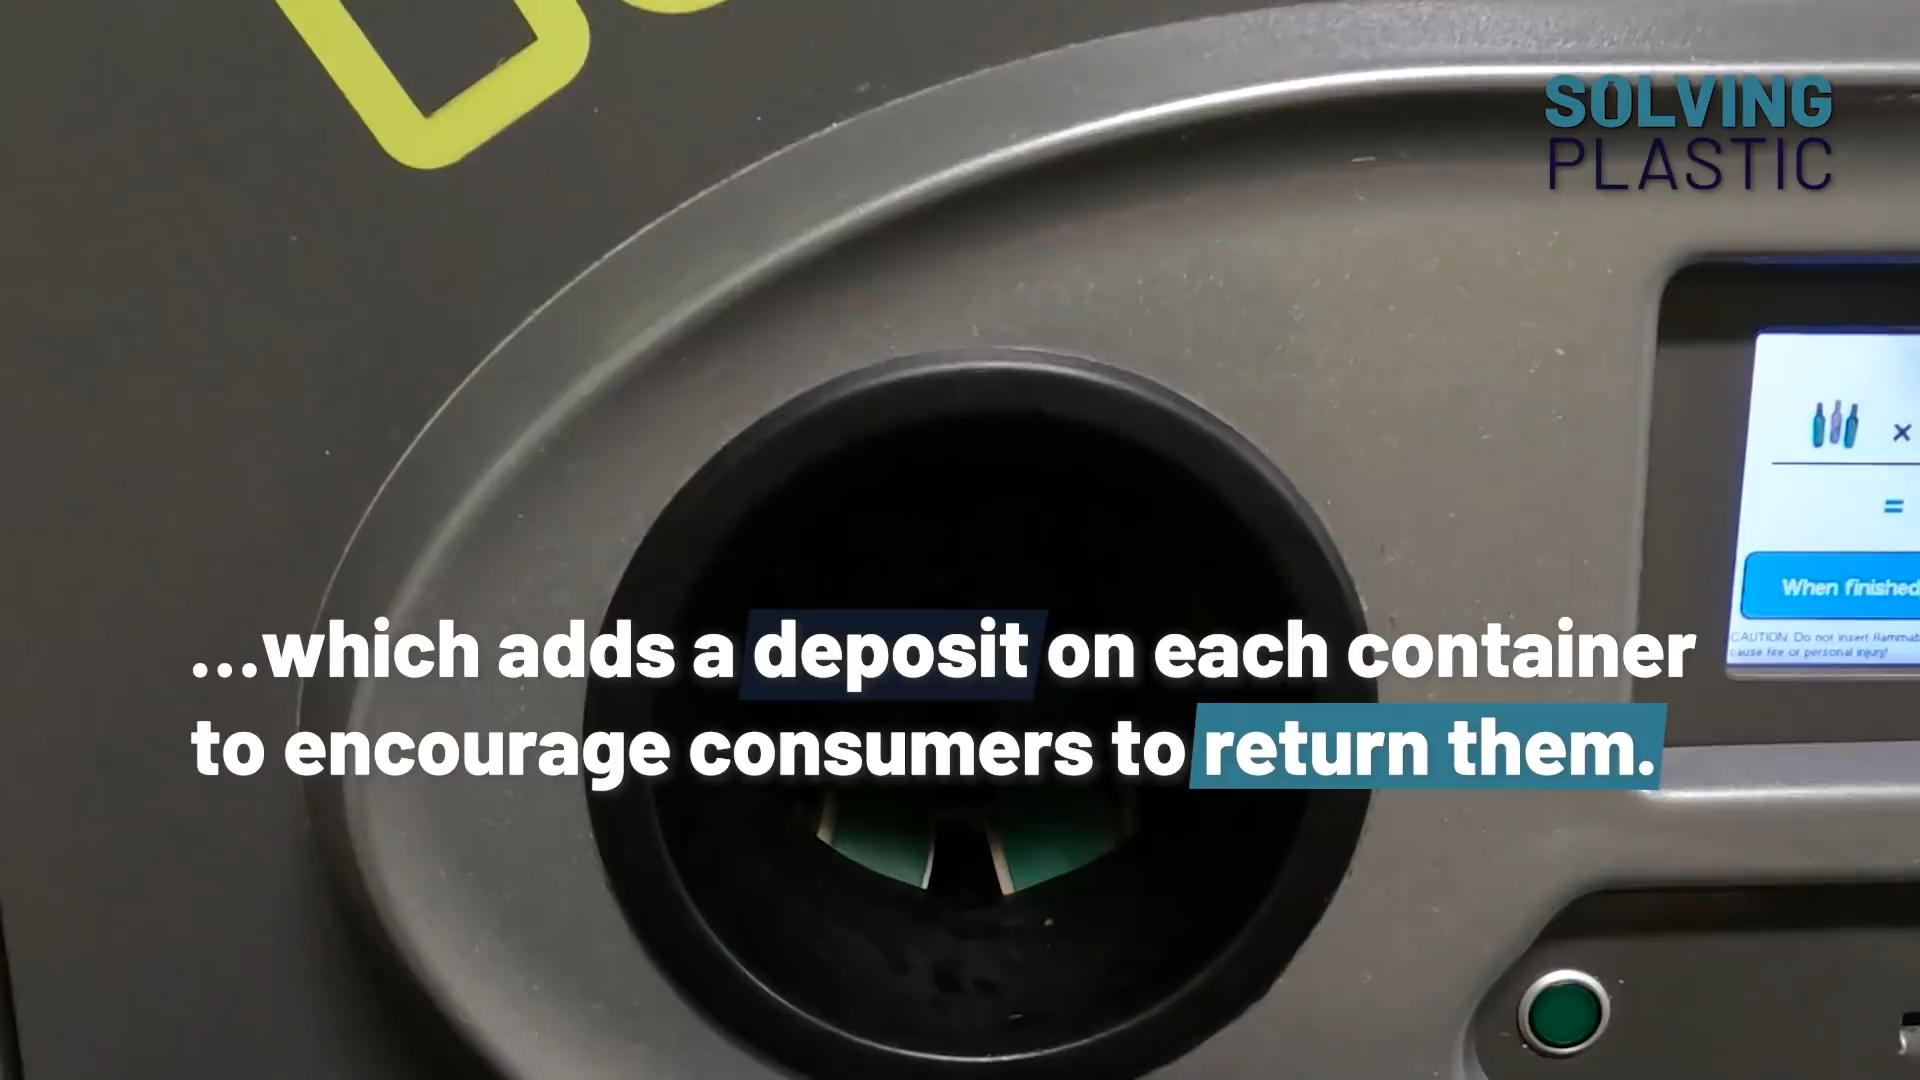 SOLVING
PLASTIC
×
=
When finished
CAUTION: Do not insert flammab
cause fire or personal injury!
...which adds a deposit on each container
to encourage consumers to return them.